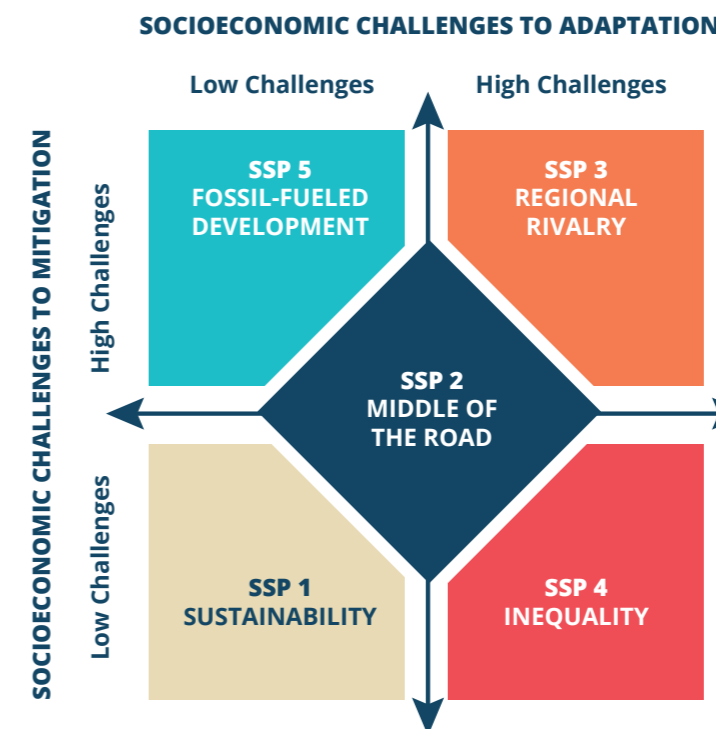 SOCIOECONOMIC CHALLENGES TO ADAPTATION
Low Challenges
High Challenges
SOCIOECONOMIC CHALLENGES TO MITIGATION
High Challenges
Low Challenges
SSP 5
FOSSIL-FUELED
DEVELOPMENT
SSP 3
REGIONAL
RIVALRY
SSP 2
MIDDLE OF
THE ROAD
SSP 1
SUSTAINABILITY
SSP 4
INEQUALITY